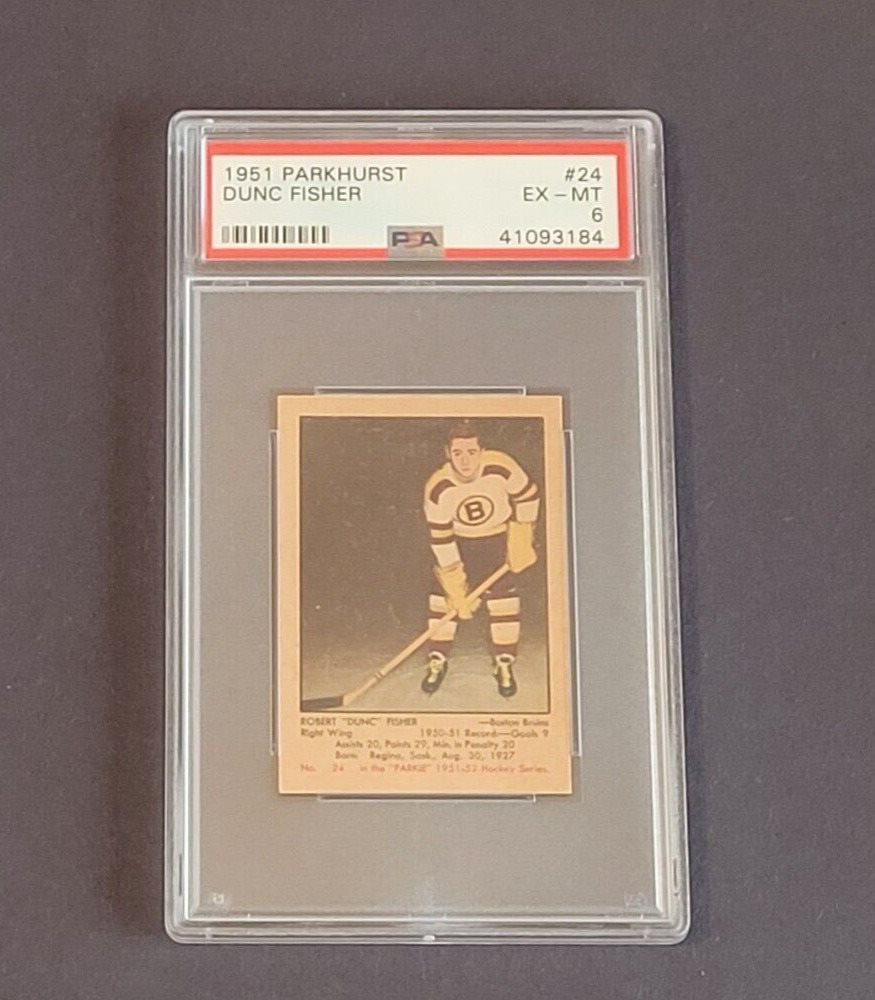 1951 PARKHURST #24
DUNC FISHER EX - MT
6
PSA 41093184
B
ROBERT "DUNC" FISHER —Boston Bruins
Right Wing 1950-51 Record—Goals 9
Assists 20, Points 29, Min. in Penalty 20
Born: Regina, Sask., Aug. 30, 1927
No. 24 in the "PARKIE" 1951-52 Hockey Series.